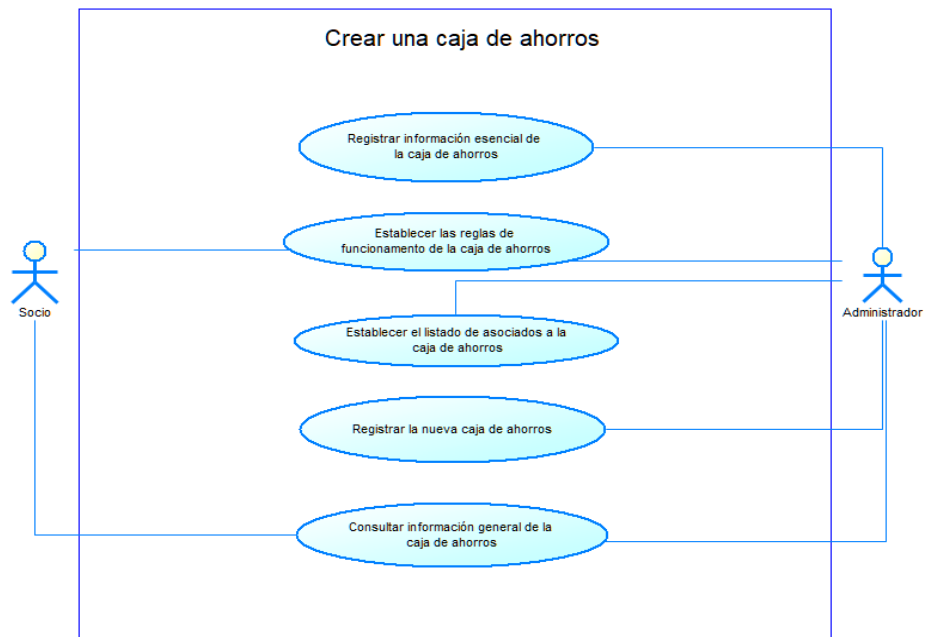 Crear una caja de ahorros
Registrar información esencial de
la caja de ahorros
Establecer las reglas de
funcionamento de la caja de ahorros
Socio
Administrador
Establecer el listado de asociados a la
caja de ahorros
Registrar la nueva caja de ahorros
Consultar información general de la
caja de ahorros